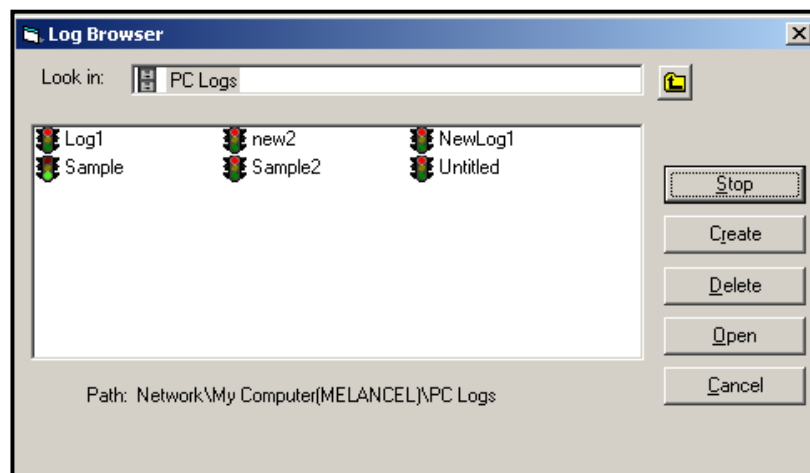 Log Browser
Look in: PC Logs
Log1 new2 NewLog1
Sample Sample2 Untitled
Stop
Create
Delete
Open
Cancel
Path: Network\My Computer(MELANCEL)\PC Logs